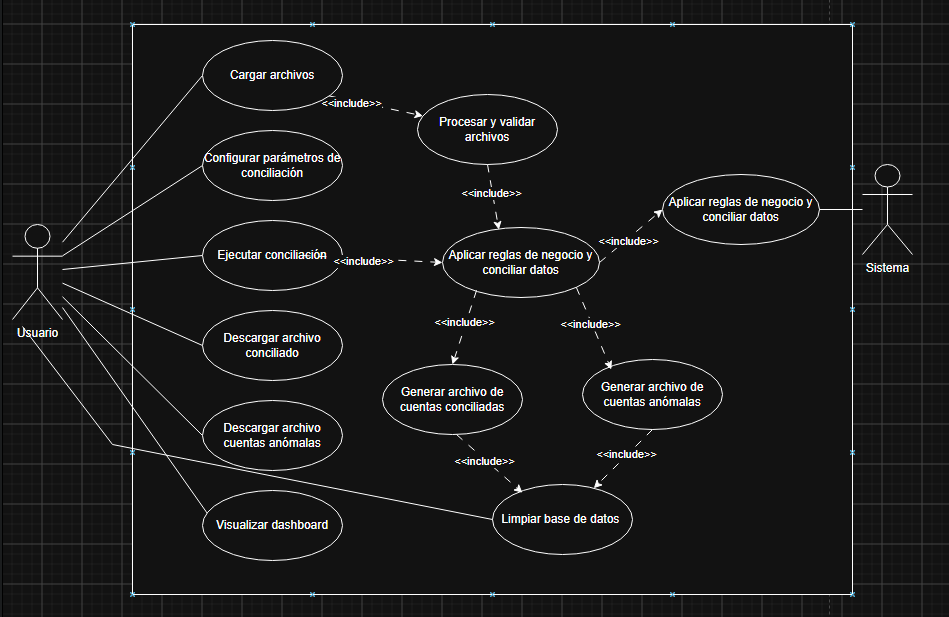 Cargar archivos
<<include>>
Procesar y validar
archivos
Configurar parámetros de
conciliación
<<include>>
Aplicar reglas de negocio y
conciliar datos
<<include>>
Sistema
Ejecutar conciliación
<<include>>
Aplicar reglas de negocio y
conciliar datos
Usuario
Descargar archivo
conciliado
<<include>>
<<include>>
Generar archivo de
cuentas conciliadas
Generar archivo de
cuentas anómalas
Descargar archivo
cuentas anómalas
<<include>>
<<include>>
Visualizar dashboard
Limpiar base de datos